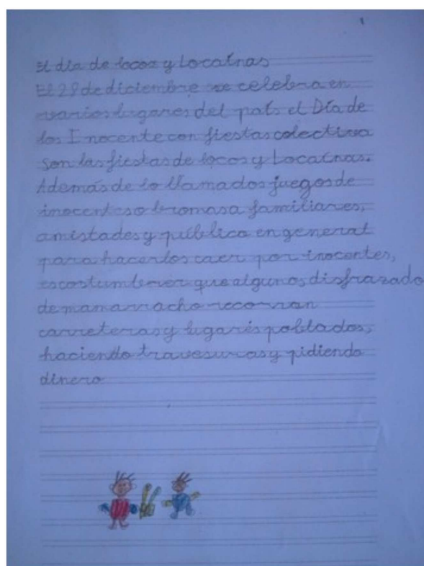 1
El día de locos y Locaínas
El 28 de diciembre se celebra en
varios lugares del país el Día de
los Inocente con fiestas colectiva
son las fiestas de locos y Locaínas.
Además de lo llamados juegos de
inocentes o bromas a familiares,
amistades y público en general
para hacerlos caer por inocentes,
es costumbre que algunos, disfrazado
de mamarracho recorran
carreteras y lugares poblados,
haciendo travesuras y pidiendo
dinero